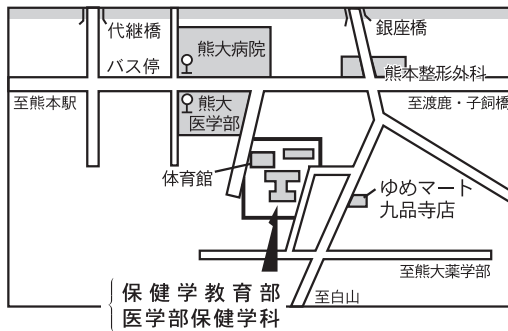 代継橋
銀座橋
熊大病院
バス停
熊本整形外科
至熊本駅
熊大
医学部
至渡鹿・子飼橋
体育館
ゆめマート
九品寺店
至熊大薬学部
保健学教育部
医学部保健学科
至白山